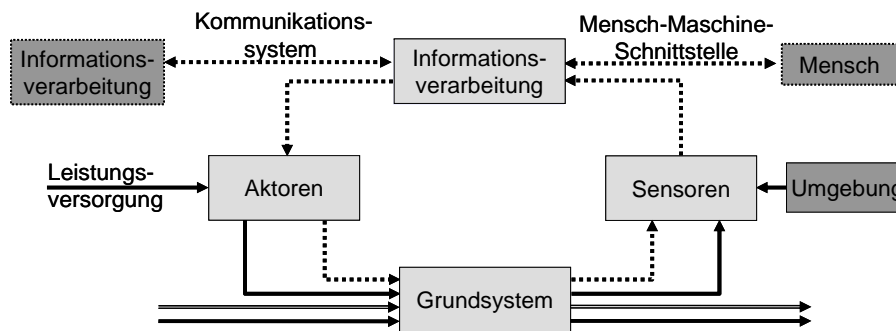 Kommunikations-
system
Mensch-Maschine-
Schnittstelle
Informations-
verarbeitung
Informations-
verarbeitung
Mensch
Leistungs-
versorgung
Aktoren
Sensoren
Umgebung
Grundsystem